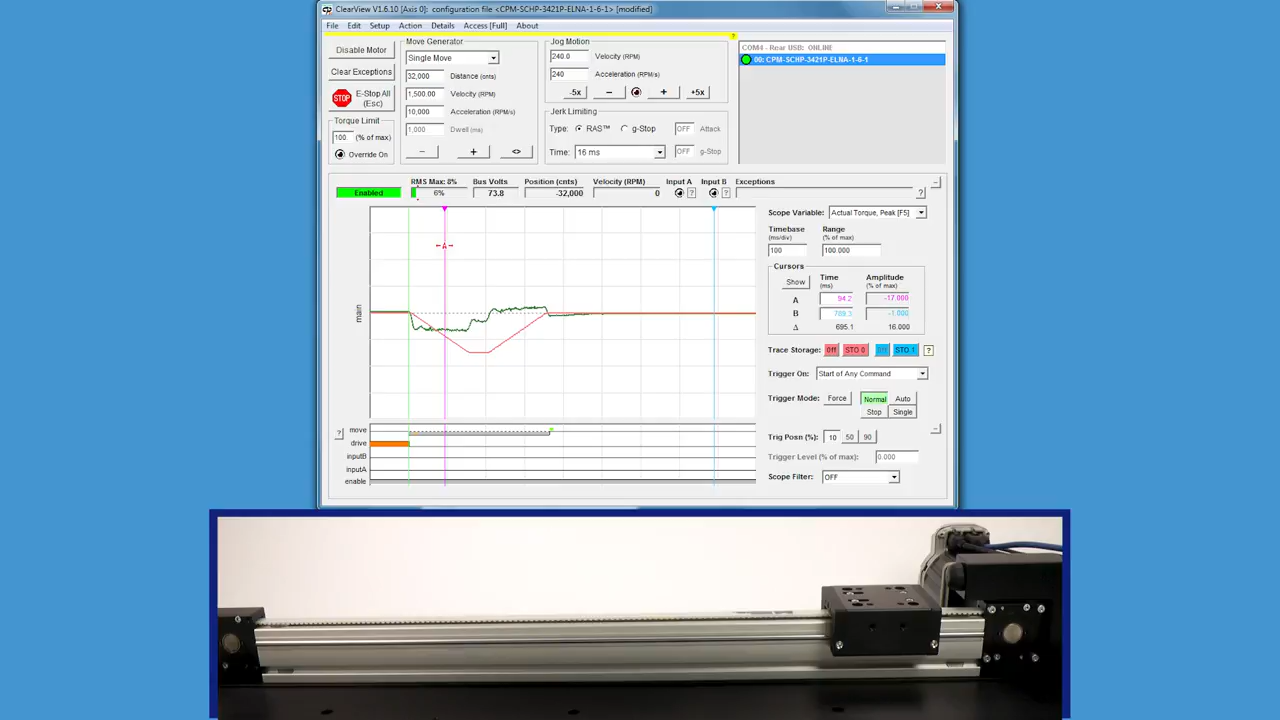 ClearView V1.6.10 [Axis 0]: configuration file <CPM-SCHP-3421P-ELNA-1-6-1> [modified]
File Edit Setup Action Details Access [Full] About
Disable Motor
Clear Exceptions
STOP E-Stop All (Esc)
Torque Limit
100 (% of max)
Override On
Move Generator
Single Move
32,000 Distance (cnts)
1,500.00 Velocity (RPM)
10,000 Acceleration (RPM/s)
1,000 Dwell (ms)
− + <>
Jog Motion
240.0 Velocity (RPM)
240 Acceleration (RPM/s)
-5x − + +5x
Jerk Limiting
Type: RAS™ g-Stop OFF Attack
Time: 16 ms OFF g-Stop
COM4 - Rear USB: ONLINE
00: CPM-SCHP-3421P-ELNA-1-6-1
RMS Max: 8% Bus Volts Position (cnts) Velocity (RPM) Input A Input B Exceptions
Enabled 6% 73.8 -32,000 0 ? ? ?
A
main
Scope Variable: Actual Torque, Peak [F5]
Timebase Range
(ms/div) (% of max)
100 100.000
Cursors
Time Amplitude
Show (ms) (% of max)
A 94.2 -17.000
B 789.3 -1.000
Δ 695.1 16.000
Trace Storage: Off STO 0 Off STO 1 ?
Trigger On: Start of Any Command
Trigger Mode: Force Normal Auto
Stop Single
Trig Posn (%): 10 50 90
Trigger Level (% of max): 0.000
Scope Filter: OFF
? move
drive
inputB
inputA
enable